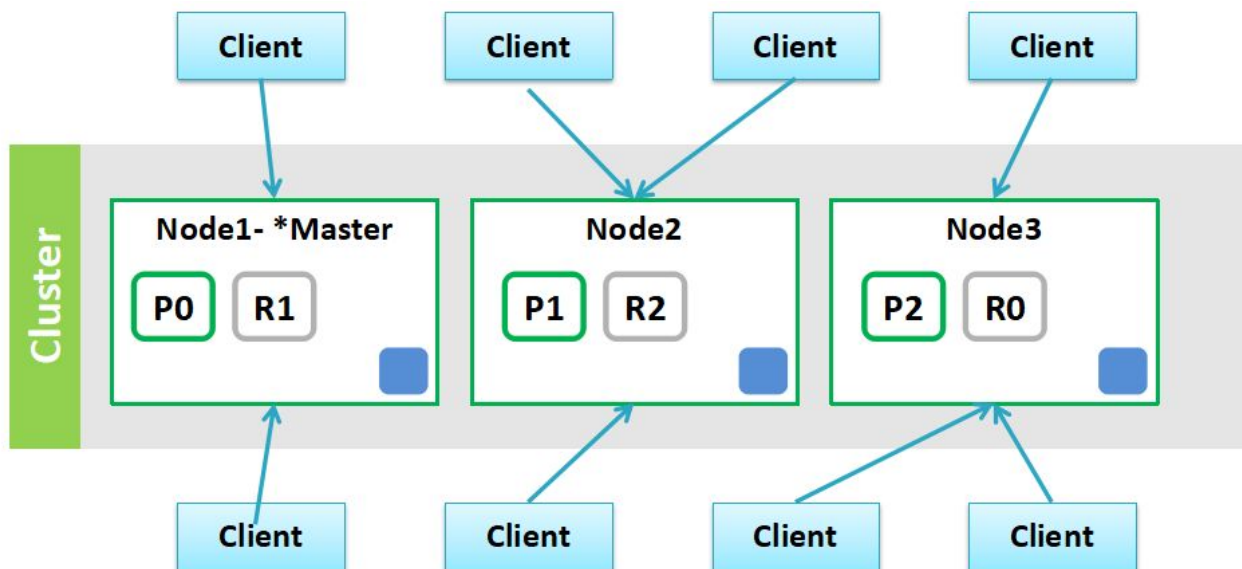 Client
Client
Client
Client
Cluster
Node1- *Master
P0
R1
Node2
P1
R2
Node3
P2
R0
Client
Client
Client
Client